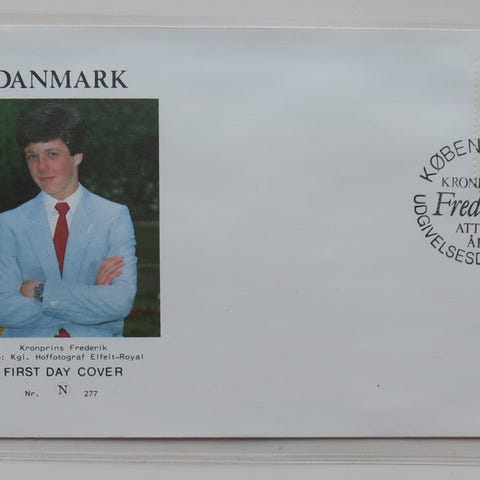 DANMARK
Kronprins Frederik
: Kgl. Hoffotograf Elfelt-Royal
FIRST DAY COVER
Nr. N 277
KØBEN
KRON
Fred
ATT
ÅR
UDGIVELSESD